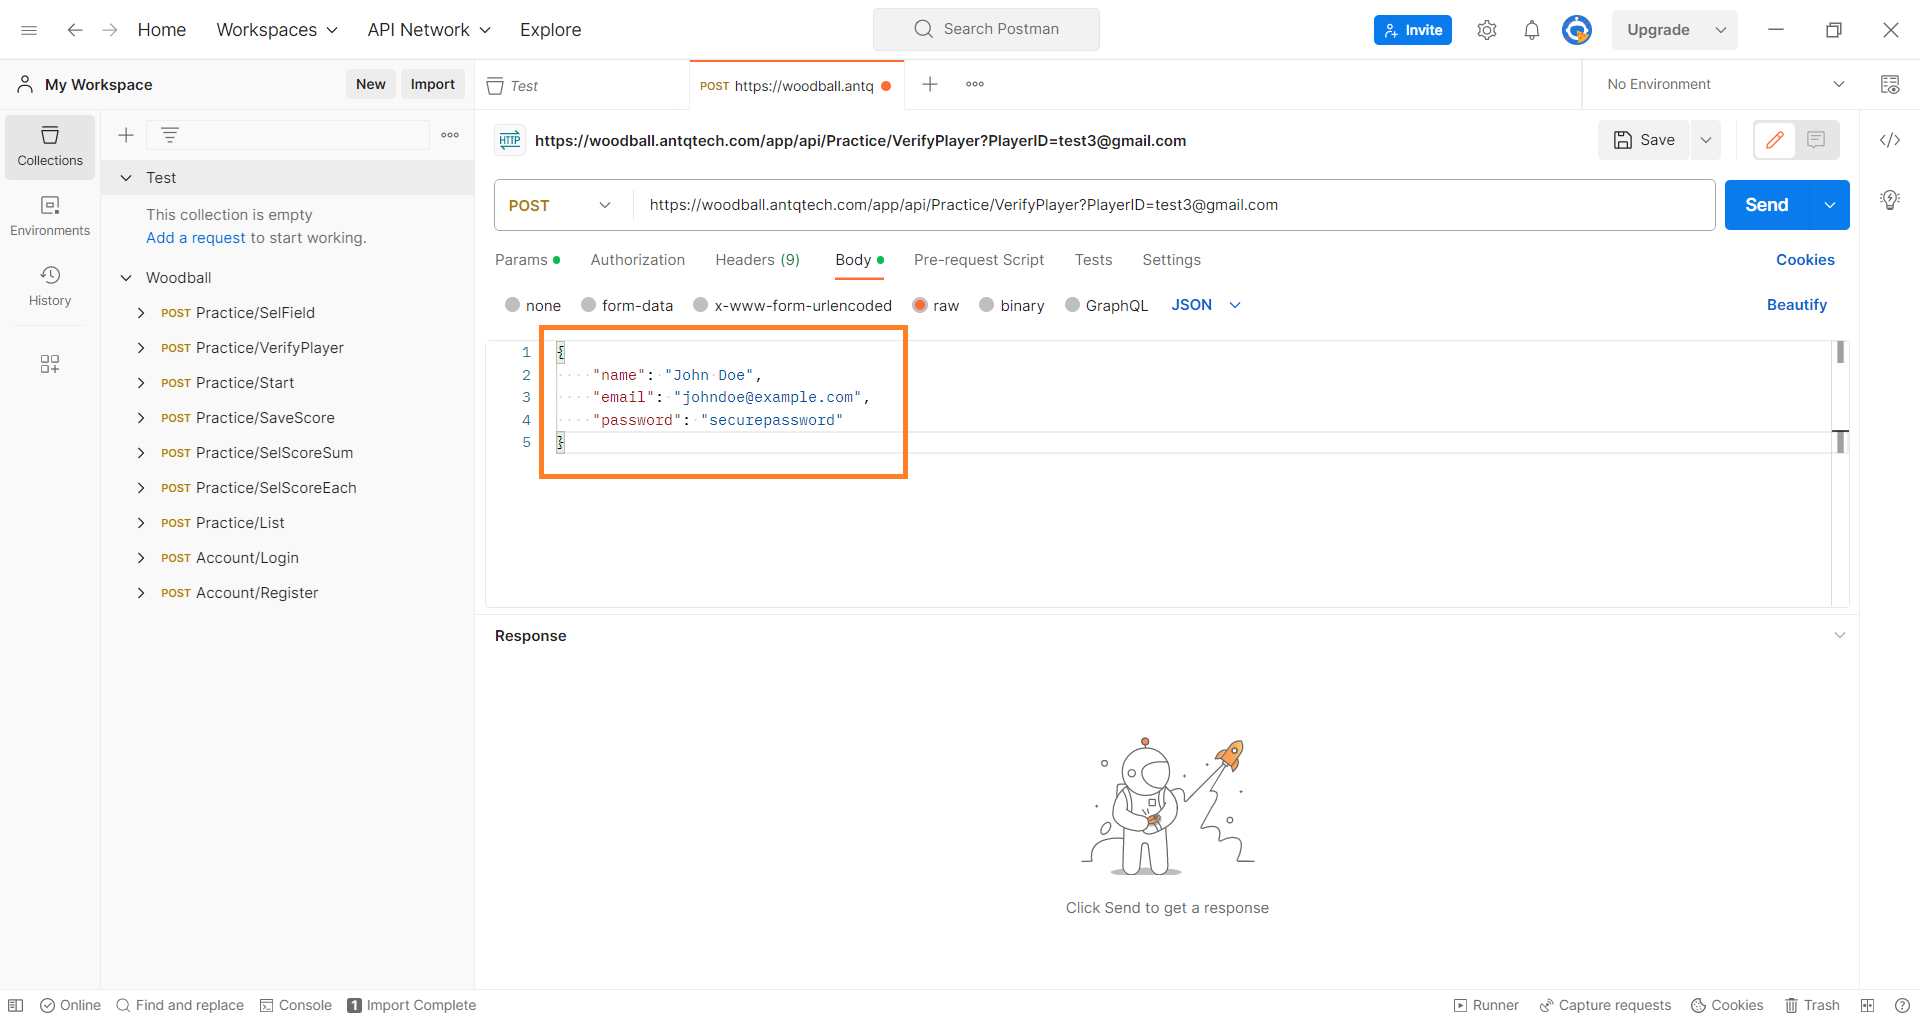 Home Workspaces API Network Explore Search Postman Invite Upgrade
My Workspace New Import Test POST https://woodball.antq No Environment
Collections
Environments
History
Test
This collection is empty
Add a request to start working.
Woodball
POST Practice/SelField
POST Practice/VerifyPlayer
POST Practice/Start
POST Practice/SaveScore
POST Practice/SelScoreSum
POST Practice/SelScoreEach
POST Practice/List
POST Account/Login
POST Account/Register
HTTP https://woodball.antqtech.com/app/api/Practice/VerifyPlayer?PlayerID=test3@gmail.com Save
POST https://woodball.antqtech.com/app/api/Practice/VerifyPlayer?PlayerID=test3@gmail.com Send
Params Authorization Headers (9) Body Pre-request Script Tests Settings Cookies
none form-data x-www-form-urlencoded raw binary GraphQL JSON Beautify
1 {
2 "name": "John Doe",
3 "email": "johndoe@example.com",
4 "password": "securepassword"
5 }
Response
Click Send to get a response
Online Find and replace Console 1 Import Complete Runner Capture requests Cookies Trash